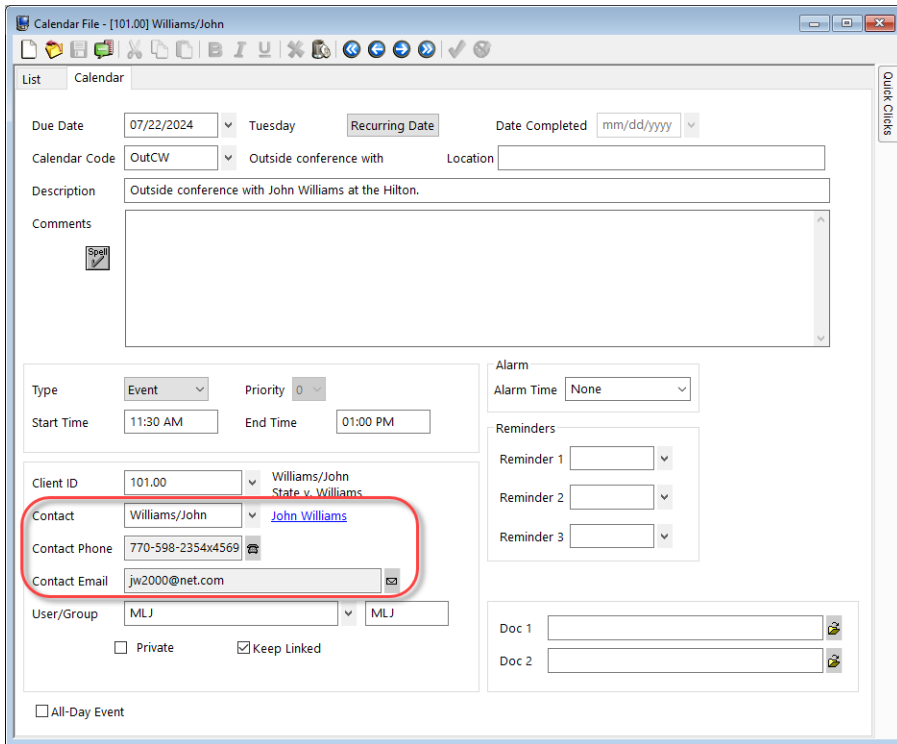 Calendar File - [101.00] Williams/John
B I U
List Calendar
Quick Clicks
Due Date 07/22/2024 Tuesday Recurring Date Date Completed mm/dd/yyyy
Calendar Code OutCW Outside conference with Location
Description Outside conference with John Williams at the Hilton.
Comments
Spell
Type Event Priority 0
Start Time 11:30 AM End Time 01:00 PM
Alarm
Alarm Time None
Reminders
Reminder 1
Reminder 2
Reminder 3
Client ID 101.00 Williams/John
State v. Williams
Contact Williams/John John Williams
Contact Phone 770-598-2354x4569
Contact Email jw2000@net.com
User/Group MLJ MLJ
Private Keep Linked
Doc 1
Doc 2
All-Day Event